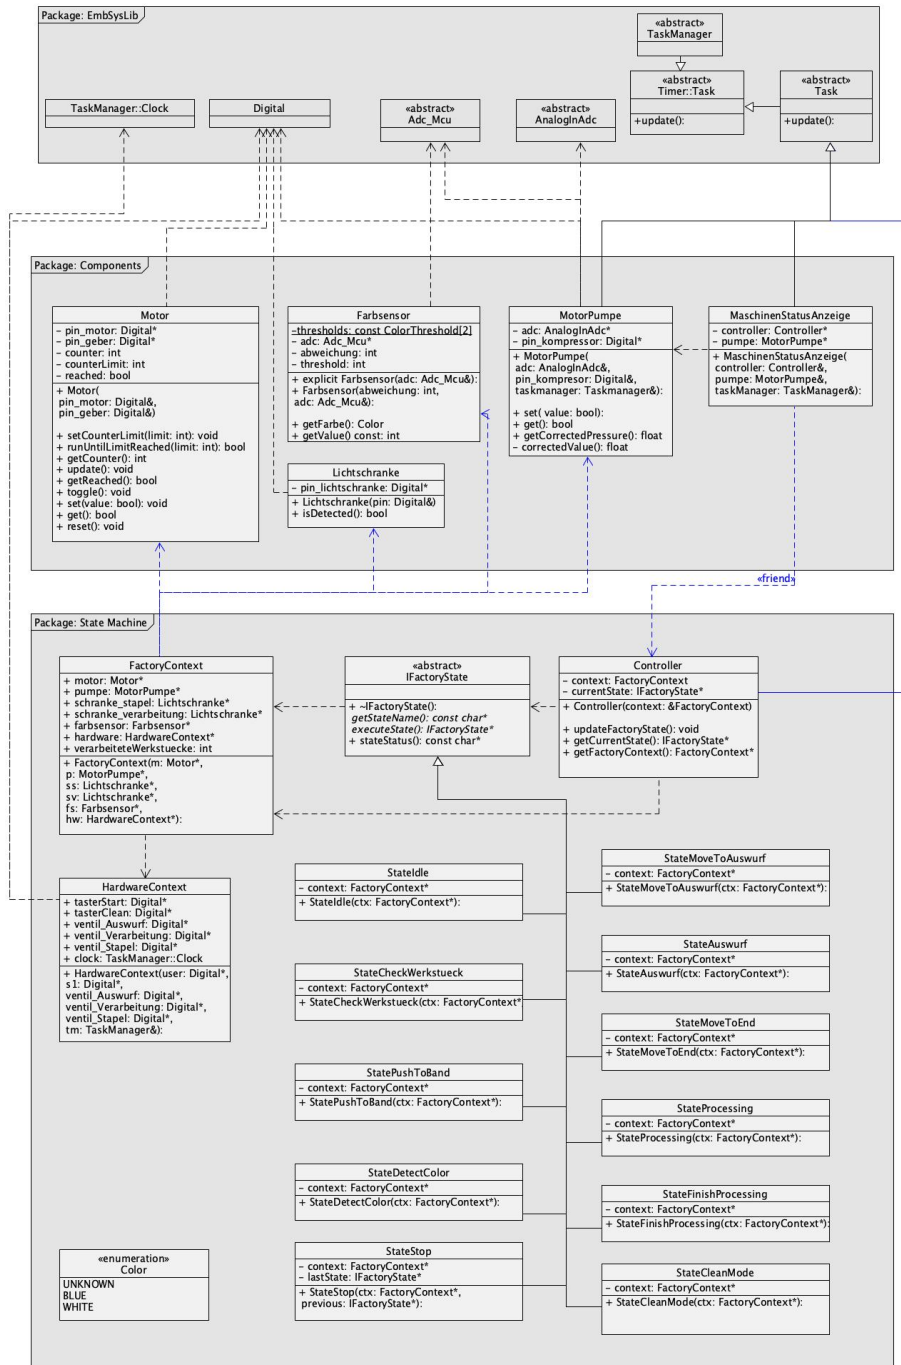 Package: EmbSysLib
«abstract»
TaskManager
TaskManager::Clock
Digital
«abstract»
Adc_Mcu
«abstract»
AnalogInAdc
«abstract»
Timer::Task
+update():
«abstract»
Task
+update():
Package: Components
Motor
– pin_motor: Digital*
– pin_geber: Digital*
– counter: int
– counterLimit: int
– reached: bool
+ Motor(
pin_motor: Digital&,
pin_geber: Digital&)
+ setCounterLimit(limit: int): void
+ runUntilLimitReached(limit: int): bool
+ getCounter(): int
+ update(): void
+ getReached(): bool
+ toggle(): void
+ set(value: bool): void
+ get(): bool
+ reset(): void
Farbsensor
–thresholds: const ColorThreshold[2]
– adc: Adc_Mcu*
– abweichung: int
– threshold: int
+ explicit Farbsensor(adc: Adc_Mcu&):
+ Farbsensor(abweichung: int,
adc: Adc_Mcu&):
+ getFarbe(): Color
+ getValue() const: int
Lichtschranke
– pin_lichtschranke: Digital*
+ Lichtschranke(pin: Digital&)
+ isDetected(): bool
MotorPumpe
– adc: AnalogInAdc*
– pin_kompressor: Digital*
+ MotorPumpe(
adc: AnalogInAdc&,
pin_kompresor: Digital&,
taskmanager: Taskmanager&):
+ set( value: bool):
+ get(): bool
+ getCorrectedPressure(): float
– correctedValue(): float
MaschinenStatusAnzeige
– controller: Controller*
– pumpe: MotorPumpe*
+ MaschinenStatusAnzeige(
controller: Controller&,
pumpe: MotorPumpe&,
taskManager: TaskManager&):
«friend»
Package: State Machine
FactoryContext
+ motor: Motor*
+ pumpe: MotorPumpe*
+ schranke_stapel: Lichtschranke*
+ schranke_verarbeitung: Lichtschranke*
+ farbsensor: Farbsensor*
+ hardware: HardwareContext*
+ verarbeiteteWerkstuecke: int
+ FactoryContext(m: Motor*,
p: MotorPumpe*,
ss: Lichtschranke*,
sv: Lichtschranke*,
fs: Farbsensor*,
hw: HardwareContext*):
«abstract»
IFactoryState
+ ~IFactoryState():
getStateName(): const char*
executeState(): IFactoryState*
+ stateStatus(): const char*
Controller
– context: FactoryContext
– currentState: IFactoryState*
+ Controller(context: &FactoryContext)
+ updateFactoryState(): void
+ getCurrentState(): IFactoryState*
+ getFactoryContext(): FactoryContext*
HardwareContext
+ tasterStart: Digital*
+ tasterClean: Digital*
+ ventil_Auswurf: Digital*
+ ventil_Verarbeitung: Digital*
+ ventil_Stapel: Digital*
+ clock: TaskManager::Clock
+ HardwareContext(user: Digital*,
s1: Digital*,
ventil_Auswurf: Digital*,
ventil_Verarbeitung: Digital*,
ventil_Stapel: Digital*,
tm: TaskManager&):
StateIdle
– context: FactoryContext*
+ StateIdle(ctx: FactoryContext*):
StateMoveToAuswurf
– context: FactoryContext*
+ StateMoveToAuswurf(ctx: FactoryContext*):
StateCheckWerkstueck
– context: FactoryContext*
+ StateCheckWerkstueck(ctx: FactoryContext*
StateAuswurf
– context: FactoryContext*
+ StateAuswurf(ctx: FactoryContext*):
StateMoveToEnd
– context: FactoryContext*
+ StateMoveToEnd(ctx: FactoryContext*):
StatePushToBand
– context: FactoryContext*
+ StatePushToBand(ctx: FactoryContext*):
StateProcessing
– context: FactoryContext*
+ StateProcessing(ctx: FactoryContext*):
StateDetectColor
– context: FactoryContext*
+ StateDetectColor(ctx: FactoryContext*):
StateFinishProcessing
– context: FactoryContext*
+ StateFinishProcessing(ctx: FactoryContext*):
StateStop
– context: FactoryContext*
– lastState: IFactoryState*
+ StateStop(ctx: FactoryContext*,
previous: IFactoryState*):
StateCleanMode
– context: FactoryContext*
+ StateCleanMode(ctx: FactoryContext*):
«enumeration»
Color
UNKNOWN
BLUE
WHITE